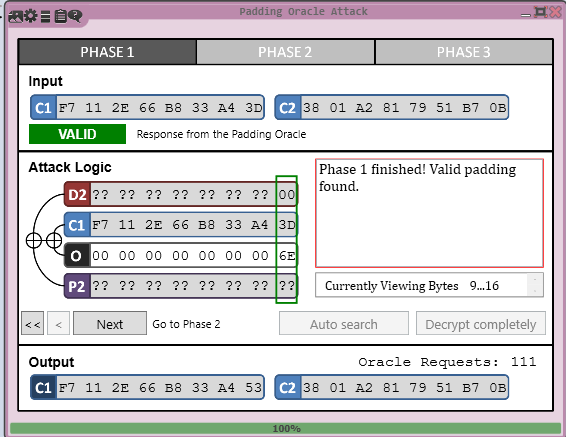 Padding Oracle Attack
PHASE 1 PHASE 2 PHASE 3
Input
C1 F7 11 2E 66 B8 33 A4 3D C2 38 01 A2 81 79 51 B7 0B
VALID Response from the Padding Oracle
Attack Logic
D2 ?? ?? ?? ?? ?? ?? ?? 00
C1 F7 11 2E 66 B8 33 A4 3D
O 00 00 00 00 00 00 00 6E
P2 ?? ?? ?? ?? ?? ?? ?? ??
Phase 1 finished! Valid padding
found.
Currently Viewing Bytes 9...16
<< < Next Go to Phase 2 Auto search Decrypt completely
Output Oracle Requests: 111
C1 F7 11 2E 66 B8 33 A4 53 C2 38 01 A2 81 79 51 B7 0B
100%